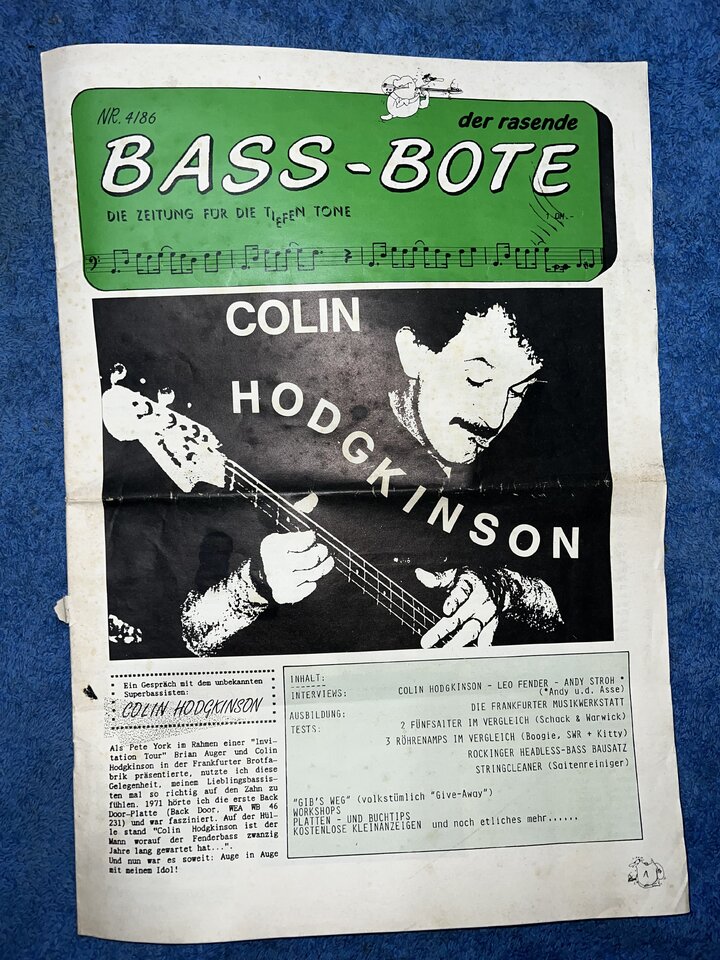 NR. 4/86
der rasende
BASS-BOTE
DIE ZEITUNG FÜR DIE TIEFEN TÖNE
1 DM.-
COLIN
HODGKINSON
Ein Gespräch mit dem unbekannten
Superbassisten:
COLIN HODGKINSON
Als Pete York im Rahmen einer "Invi-
tation Tour" Brian Auger und Colin
Hodgkinson in der Frankfurter Brotfa-
brik präsentierte, nutzte ich diese
Gelegenheit, meinem Lieblingsbassis-
ten mal so richtig auf den Zahn zu
fühlen. 1971 hörte ich die erste Back
Door-Platte (Back Door, WEA WB 46
231) und war fasziniert. Auf der Hül-
le stand "Colin Hodgkinson ist der
Mann worauf der Fenderbass zwanzig
Jahre lang gewartet hat...".
Und nun war es soweit: Auge in Auge
mit meinem Idol!
INHALT:
INTERVIEWS: COLIN HODGKINSON - LEO FENDER - ANDY STROH *
(*Andy u.d. Asse)
AUSBILDUNG: DIE FRANKFURTER MUSIKWERKSTATT
TESTS: 2 FÜNFSAITER IM VERGLEICH (Schack & Warwick)
3 RÖHRENAMPS IM VERGLEICH (Boogie, SWR + Kitty)
ROCKINGER HEADLESS-BASS BAUSATZ
STRINGCLEANER (Saitenreiniger)
"GIB'S WEG" (volkstümlich "Give-Away")
WORKSHOPS
PLATTEN - UND BUCHTIPS
KOSTENLOSE KLEINANZEIGEN und noch etliches mehr......
1